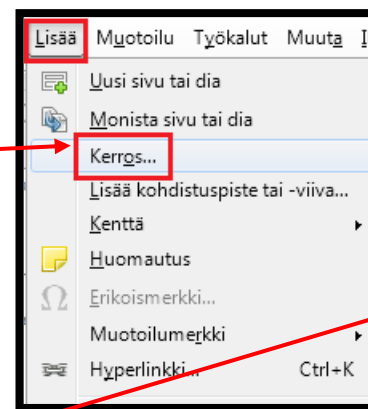 Lisää Muotoilu Työkalut Muuta
Uusi sivu tai dia
Monista sivu tai dia
Kerros...
Lisää kohdistuspiste tai -viiva...
Kenttä
Huomautus
Erikoismerkki...
Muotoilumerkki
Hyperlinkki... Ctrl+K